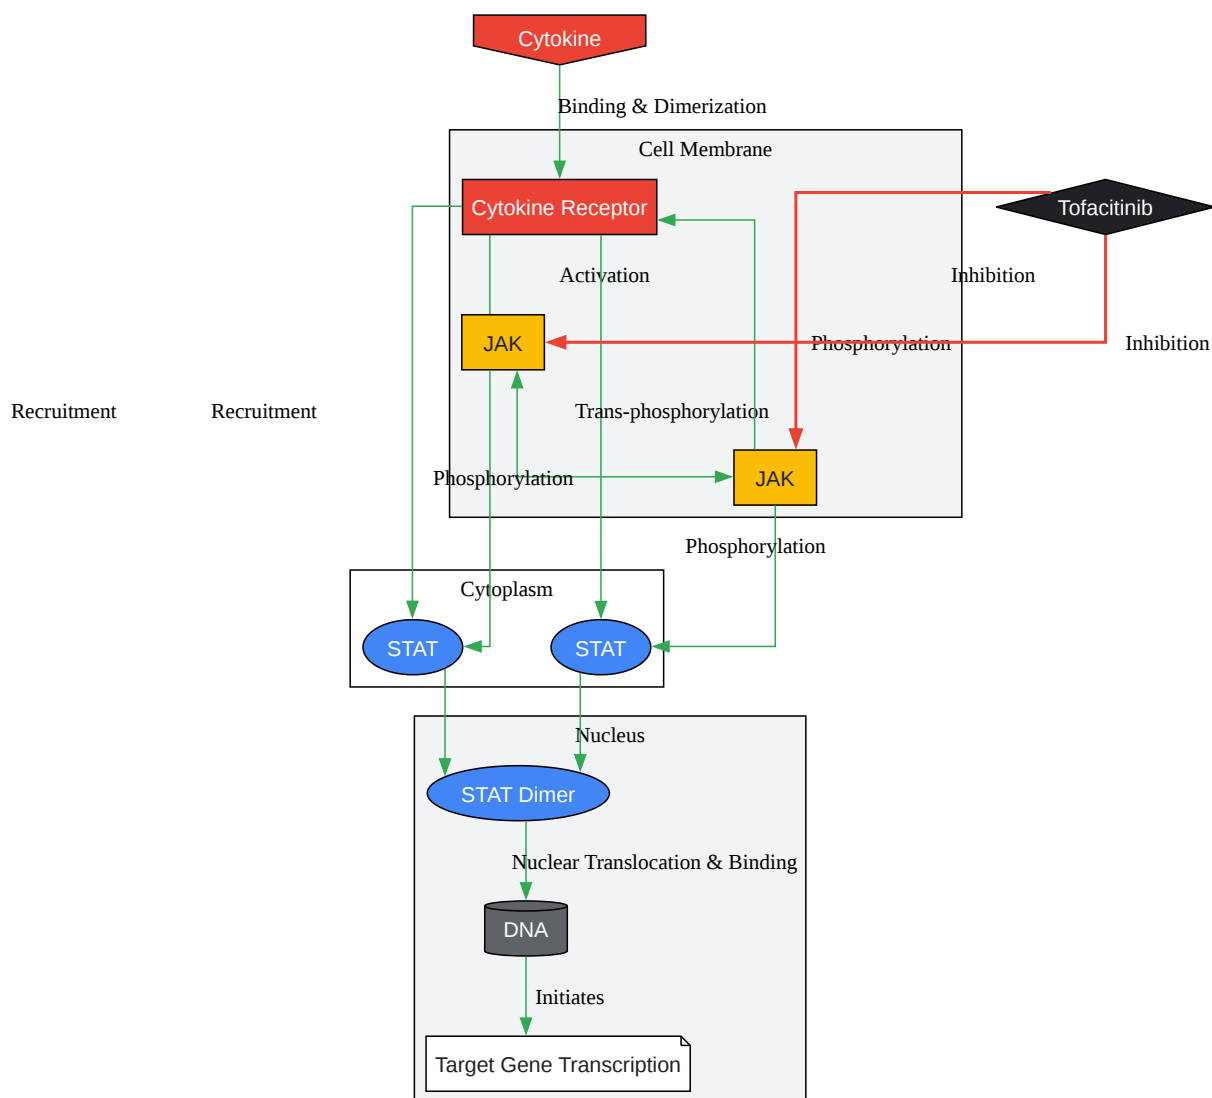 Cytokine
Binding & Dimerization
Cell Membrane
Cytokine Receptor
Tofacitinib
Activation
Inhibition
JAK
Phosphorylation
Inhibition
Recruitment
Recruitment
Trans-phosphorylation
Phosphorylation
JAK
Phosphorylation
Cytoplasm
STAT
STAT
Nucleus
STAT Dimer
Nuclear Translocation & Binding
DNA
Initiates
Target Gene Transcription